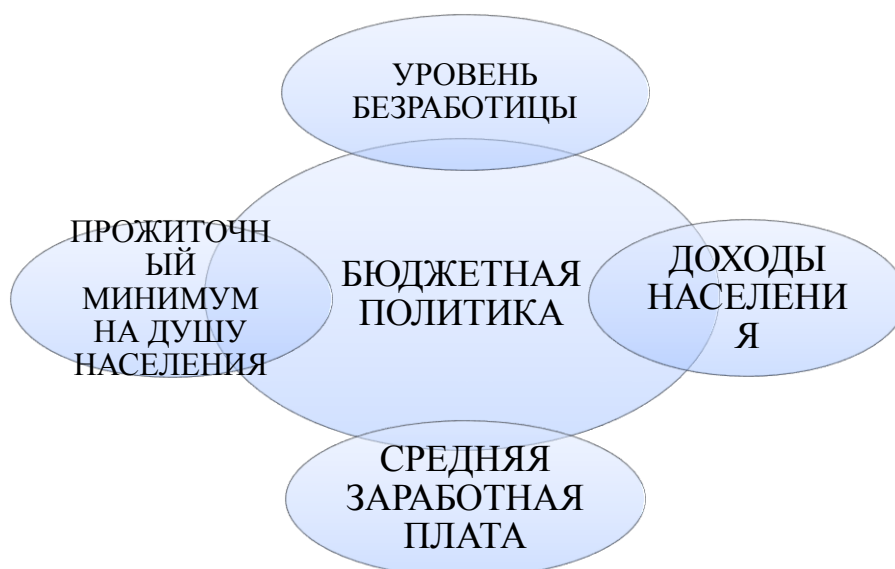 УРОВЕНЬ
БЕЗРАБОТИЦЫ
ПРОЖИТОЧН
ЫЙ
МИНИМУМ
НА ДУШУ
НАСЕЛЕНИЯ
БЮДЖЕТНАЯ
ПОЛИТИКА
ДОХОДЫ
НАСЕЛЕНИ
Я
СРЕДНЯЯ
ЗАРАБОТНАЯ
ПЛАТА